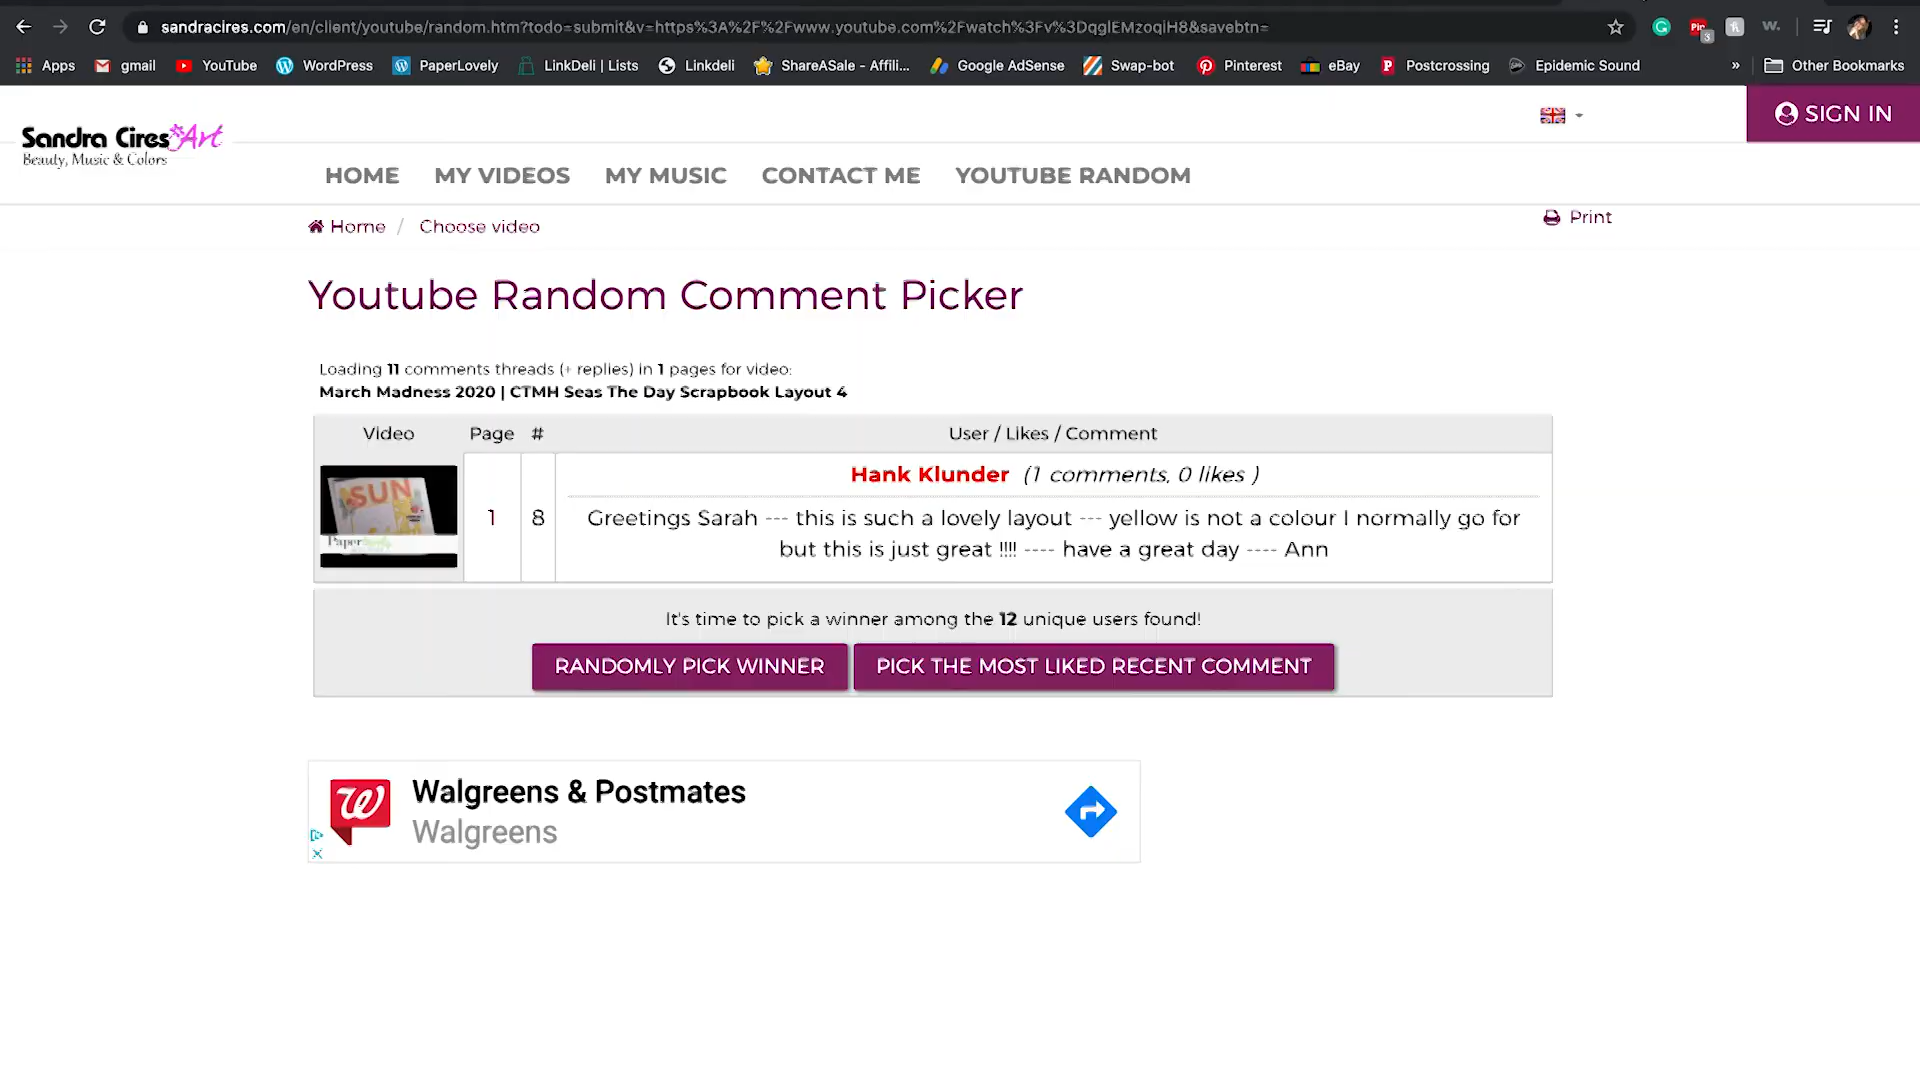 sandracires.com/en/client/youtube/random.htm?todo=submit&v=https%3A%2F%2Fwww.youtube.com%2Fwatch%3Fv%3DqglEMzoqiH8&savebtn=
Apps gmail YouTube WordPress PaperLovely LinkDeli | Lists Linkdeli ShareASale - Affili... Google AdSense Swap-bot Pinterest eBay Postcrossing Epidemic Sound » Other Bookmarks
SIGN IN
Sandra Cires Art
Beauty, Music & Colors
HOME MY VIDEOS MY MUSIC CONTACT ME YOUTUBE RANDOM
Home / Choose video
Print
Youtube Random Comment Picker
Loading 11 comments threads (+ replies) in 1 pages for video:
March Madness 2020 | CTMH Seas The Day Scrapbook Layout 4
Video Page # User / Likes / Comment
Hank Klunder (1 comments, 0 likes )
SUN
Paper
1 8 Greetings Sarah --- this is such a lovely layout --- yellow is not a colour I normally go for
but this is just great !!!! ---- have a great day ---- Ann
It's time to pick a winner among the 12 unique users found!
RANDOMLY PICK WINNER PICK THE MOST LIKED RECENT COMMENT
Walgreens & Postmates
Walgreens